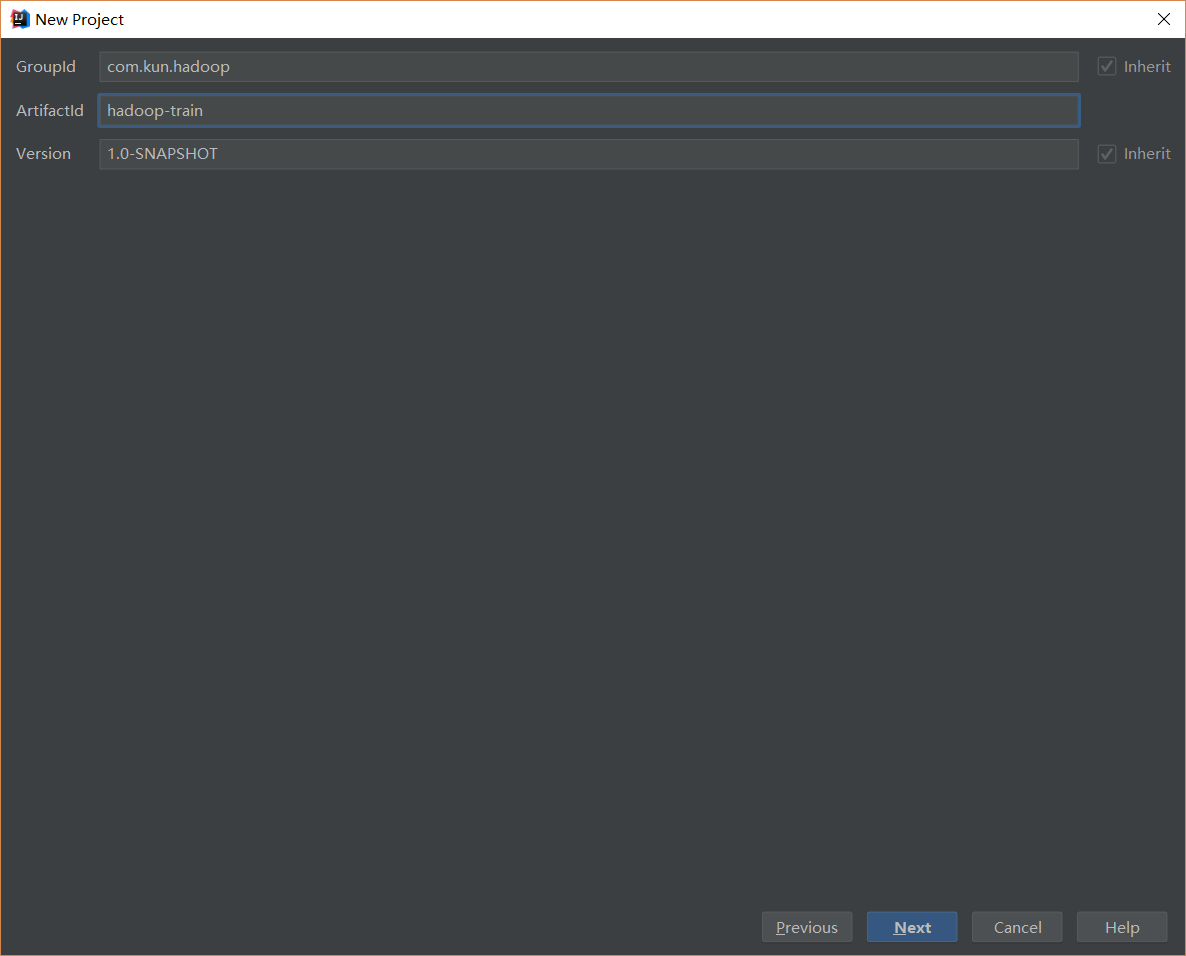 New Project
GroupId com.kun.hadoop Inherit
ArtifactId hadoop-train
Version 1.0-SNAPSHOT Inherit
Previous Next Cancel Help